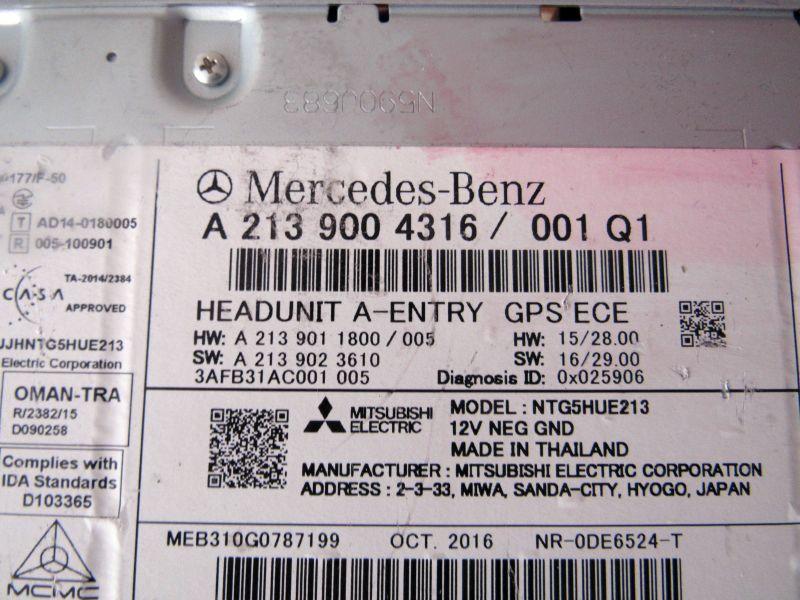 N5900683
177/F-50
T AD14-0180005
R 005-100901
TA-2014/2384
CASA APPROVED
JJHNTG5HUE213
Electric Corporation
OMAN-TRA
R/2382/15
D090258
Complies with
IDA Standards
D103365
MCMC
Mercedes-Benz
A 213 900 4316 / 001 Q1
HEADUNIT A-ENTRY GPS ECE
HW: A 213 901 1800 / 005 HW: 15/28.00
SW: A 213 902 3610 SW: 16/29.00
3AFB31AC001 005 Diagnosis ID: 0x025906
MITSUBISHI ELECTRIC
MODEL : NTG5HUE213
12V NEG GND
MADE IN THAILAND
MANUFACTURER : MITSUBISHI ELECTRIC CORPORATION
ADDRESS : 2-3-33, MIWA, SANDA-CITY, HYOGO, JAPAN
MEB310G0787199 OCT. 2016 NR-0DE6524-T